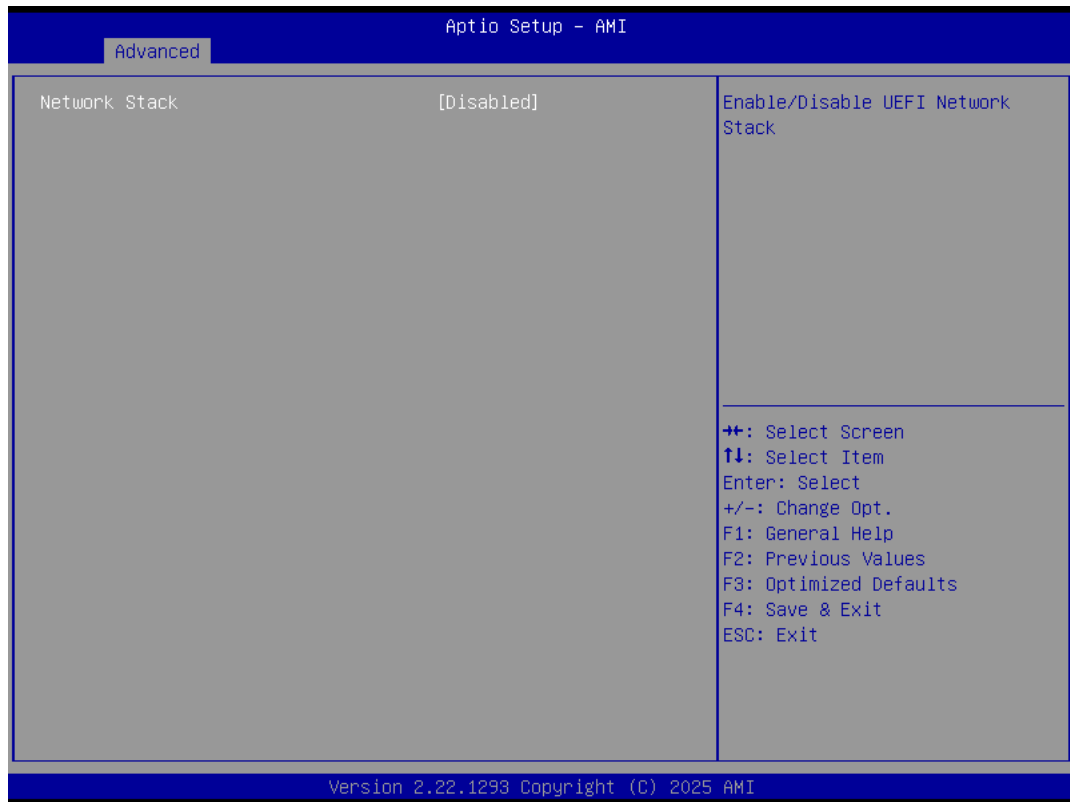 Aptio Setup – AMI
Advanced
Network Stack [Disabled]
Enable/Disable UEFI Network
Stack
→←: Select Screen
↑↓: Select Item
Enter: Select
+/-: Change Opt.
F1: General Help
F2: Previous Values
F3: Optimized Defaults
F4: Save & Exit
ESC: Exit
Version 2.22.1293 Copyright (C) 2025 AMI